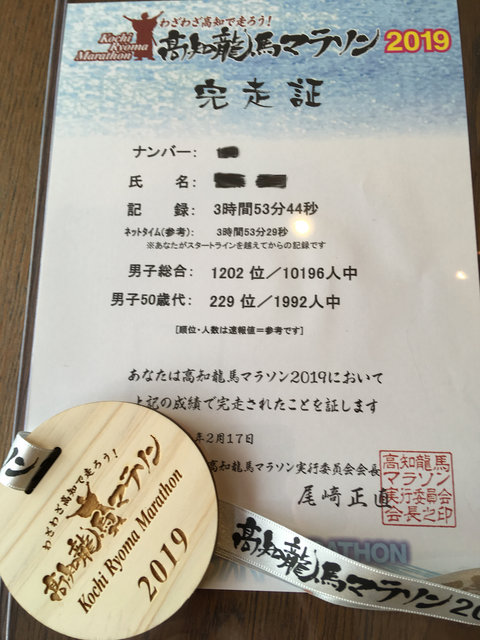 わざわざ高知で走ろう！
Kochi
Ryoma
Marathon
高知龍馬マラソン2019
完走証
ナンバー：
氏　名：
記　録：　3時間53分44秒
ネットタイム(参考)：　3時間53分29秒
※あなたがスタートラインを越えてからの記録です
男子総合：　1202 位／10196人中
男子50歳代：　229 位／1992人中
［順位・人数は速報値＝参考です］
あなたは高知龍馬マラソン2019において
上記の成績で完走されたことを証します
年2月17日
高知龍馬マラソン実行委員会会長
尾﨑正直
高知龍馬
マラソン
実行委員会
会長之印
ソン
わざわざ高知で走ろう！
高知龍馬マラソン
Kochi Ryoma Marathon
2019
MARATHON
高知龍馬マラソン20